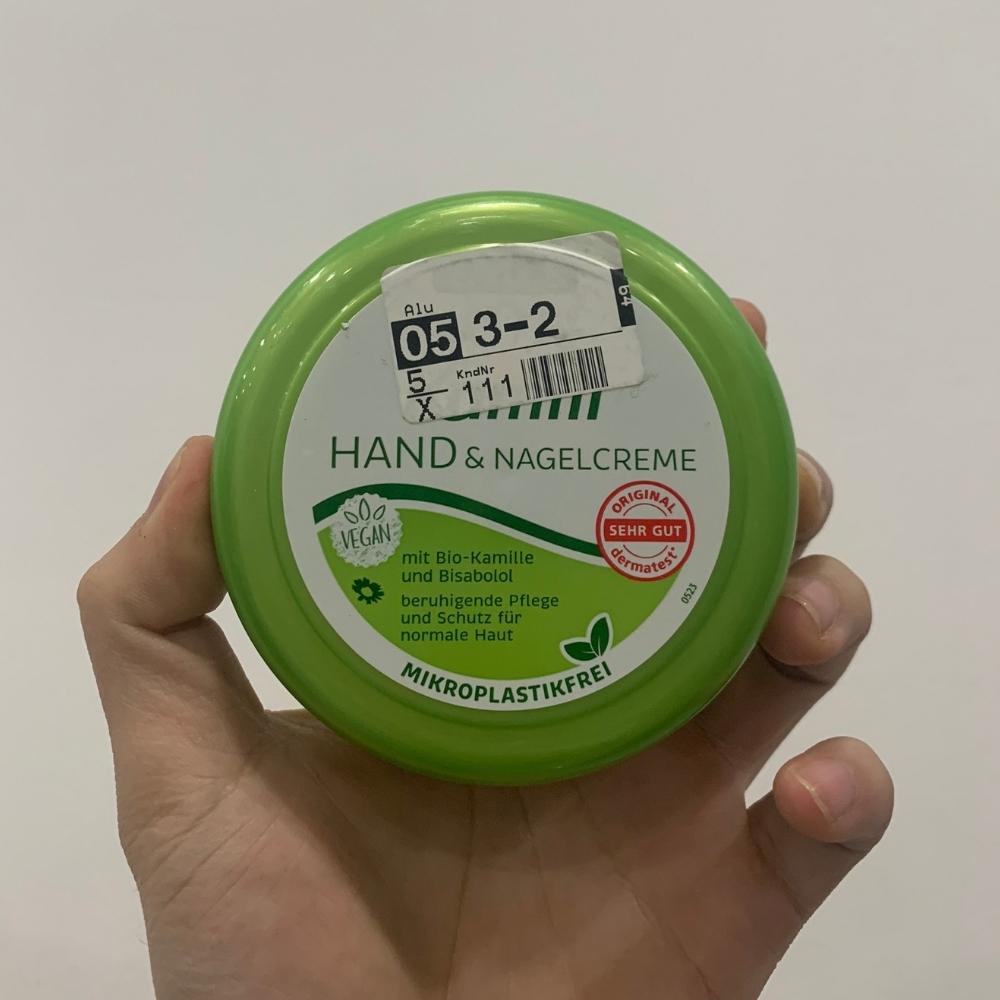 Alu
05 3-2
64
5
X
KndNr
111
HAND & NAGELCREME
VEGAN
ORIGINAL
SEHR GUT
dermatest®
mit Bio-Kamille
und Bisabolol
beruhigende Pflege
und Schutz für
normale Haut
0523
MIKROPLASTIKFREI